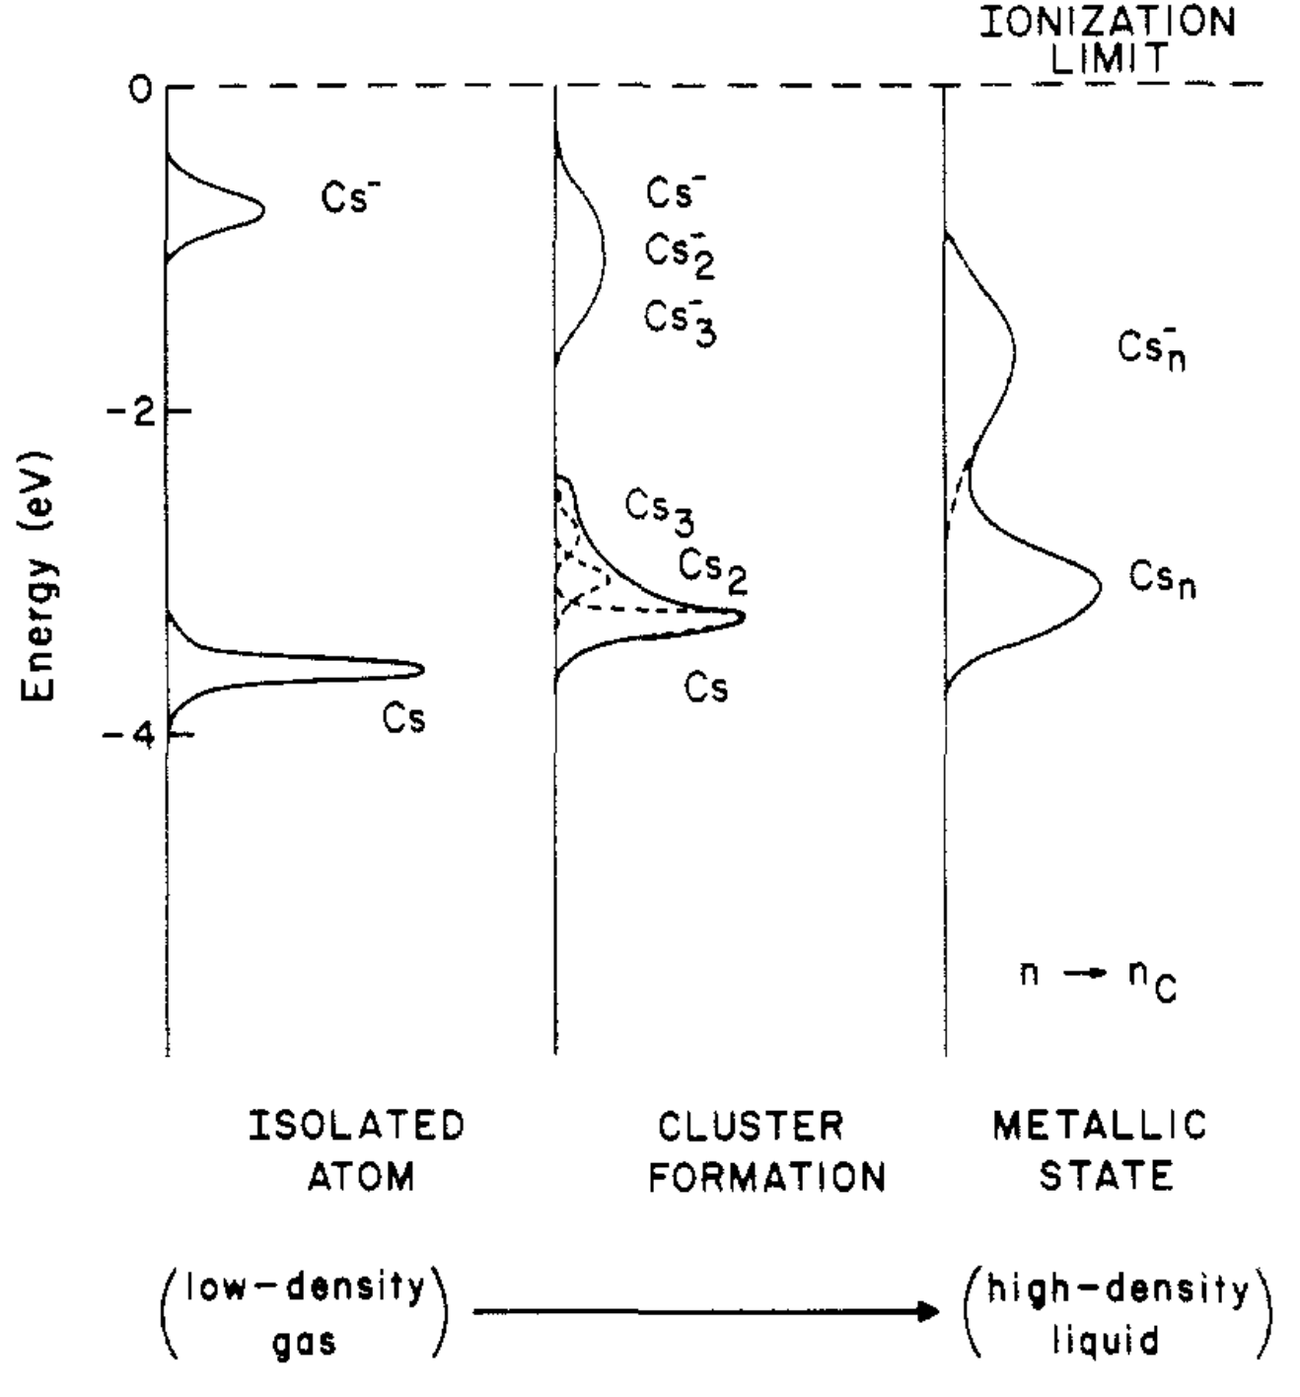 IONIZATION
LIMIT
0
-2
-4
Energy (eV)
Cs⁻
Cs
Cs⁻
Cs₂⁻
Cs₃⁻
Cs₃
Cs₂
Cs
Csₙ⁻
Csₙ
n → n_C
ISOLATED
ATOM
CLUSTER
FORMATION
METALLIC
STATE
(low-density
gas)
(high-density
liquid)